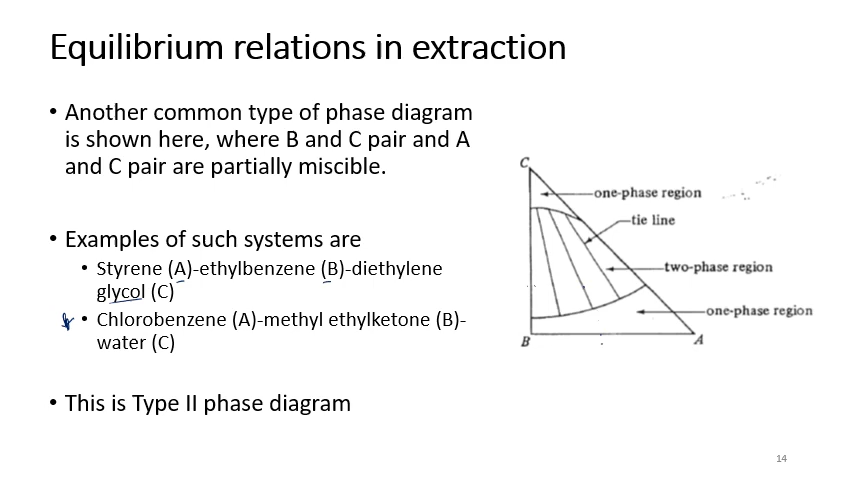 Equilibrium relations in extraction
• Another common type of phase diagram
is shown here, where B and C pair and A
and C pair are partially miscible.
• Examples of such systems are
• Styrene (A)-ethylbenzene (B)-diethylene
glycol (C)
• Chlorobenzene (A)-methyl ethylketone (B)-
water (C)
• This is Type II phase diagram
C
one-phase region
tie line
two-phase region
one-phase region
B
A
14